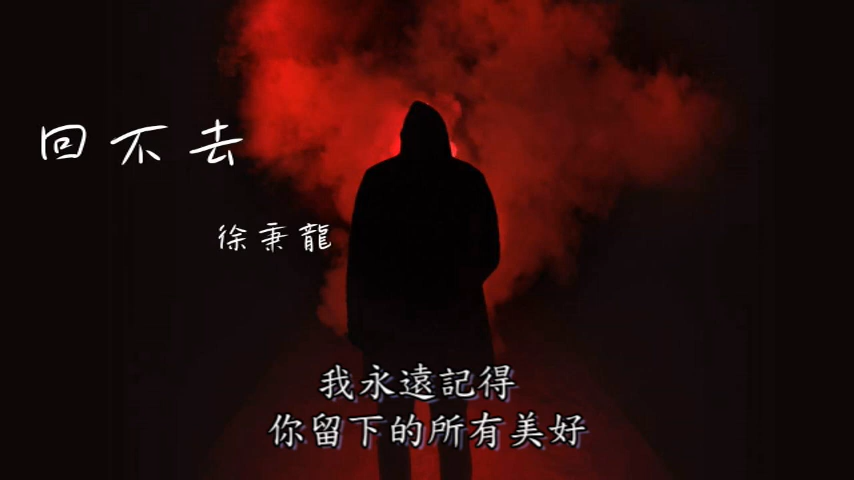 回不去
徐秉龍
我永遠記得
你留下的所有美好